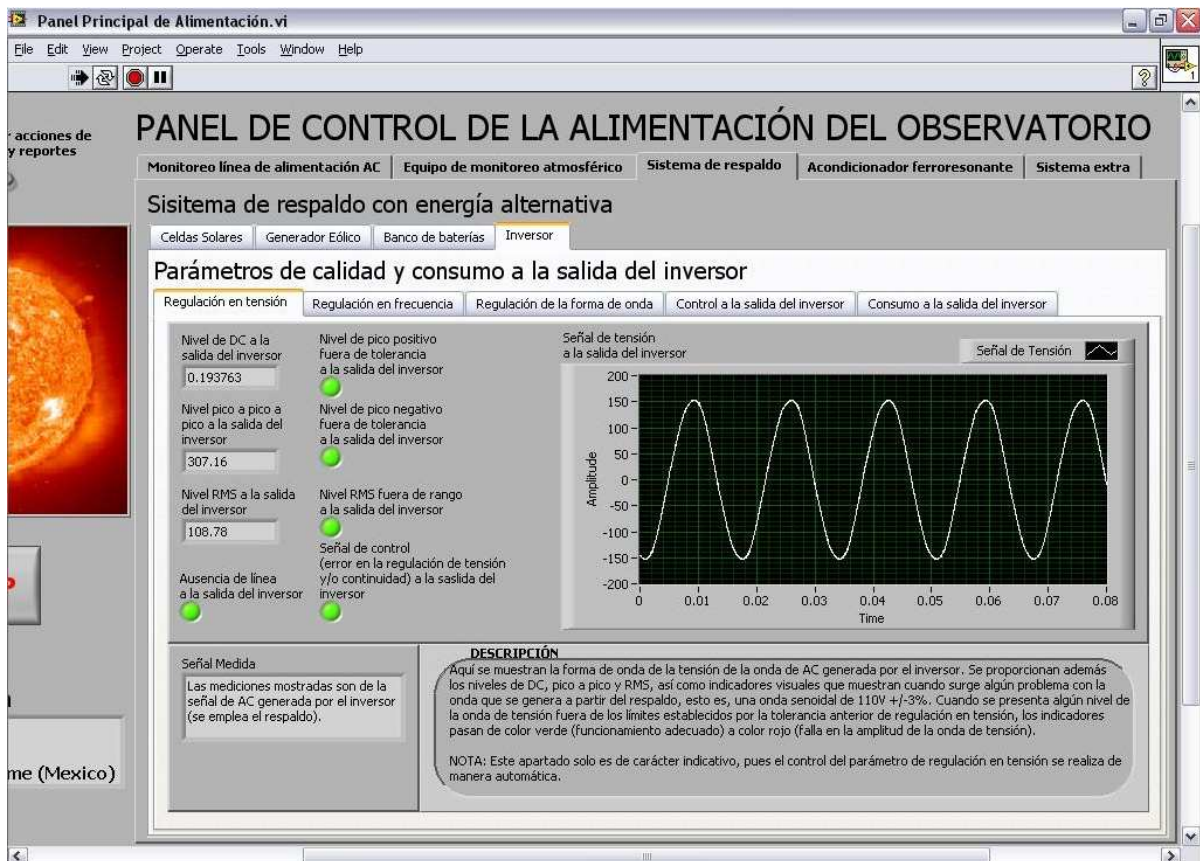 Panel Principal de Alimentación.vi
File Edit View Project Operate Tools Window Help
?
1
acciones de
y reportes
PANEL DE CONTROL DE LA ALIMENTACIÓN DEL OBSERVATORIO
Monitoreo línea de alimentación AC
Equipo de monitoreo atmosférico
Sistema de respaldo
Acondicionador ferroresonante
Sistema extra
Sisitema de respaldo con energía alternativa
Celdas Solares
Generador Eólico
Banco de baterías
Inversor
Parámetros de calidad y consumo a la salida del inversor
Regulación en tensión
Regulación en frecuencia
Regulación de la forma de onda
Control a la salida del inversor
Consumo a la salida del inversor
Nivel de DC a la
salida del inversor
0.193763
Nivel pico a pico a
pico a la salida del
inversor
307.16
Nivel RMS a la salida
del inversor
108.78
Ausencia de línea
a la salida del inversor
Nivel de pico positivo
fuera de tolerancia
a la salida del inversor
Nivel de pico negativo
fuera de tolerancia
a la salida del inversor
Nivel RMS fuera de rango
a la salida del inversor
Señal de control
(error en la regulación de tensión
y/o continuidad) a la saslida del
inversor
Señal de tensión
a la salida del inversor
Señal de Tensión
Amplitude
200
150
100
50
0
-50
-100
-150
-200
0 0.01 0.02 0.03 0.04 0.05 0.06 0.07 0.08
Time
Señal Medida
Las mediciones mostradas son de la
señal de AC generada por el inversor
(se emplea el respaldo).
DESCRIPCIÓN
Aquí se muestran la forma de onda de la tensión de la onda de AC generada por el inversor. Se proporcionan además
los niveles de DC, pico a pico y RMS, así como indicadores visuales que muestran cuando surge algún problema con la
onda que se genera a partir del respaldo, esto es, una onda senoidal de 110V +/-3%. Cuando se presenta algún nivel de
la onda de tensión fuera de los límites establecidos por la tolerancia anterior de regulación en tensión, los indicadores
pasan de color verde (funcionamiento adecuado) a color rojo (falla en la amplitud de la onda de tensión).
NOTA: Este apartado solo es de carácter indicativo, pues el control del parámetro de regulación en tensión se realiza de
manera automática.
me (Mexico)